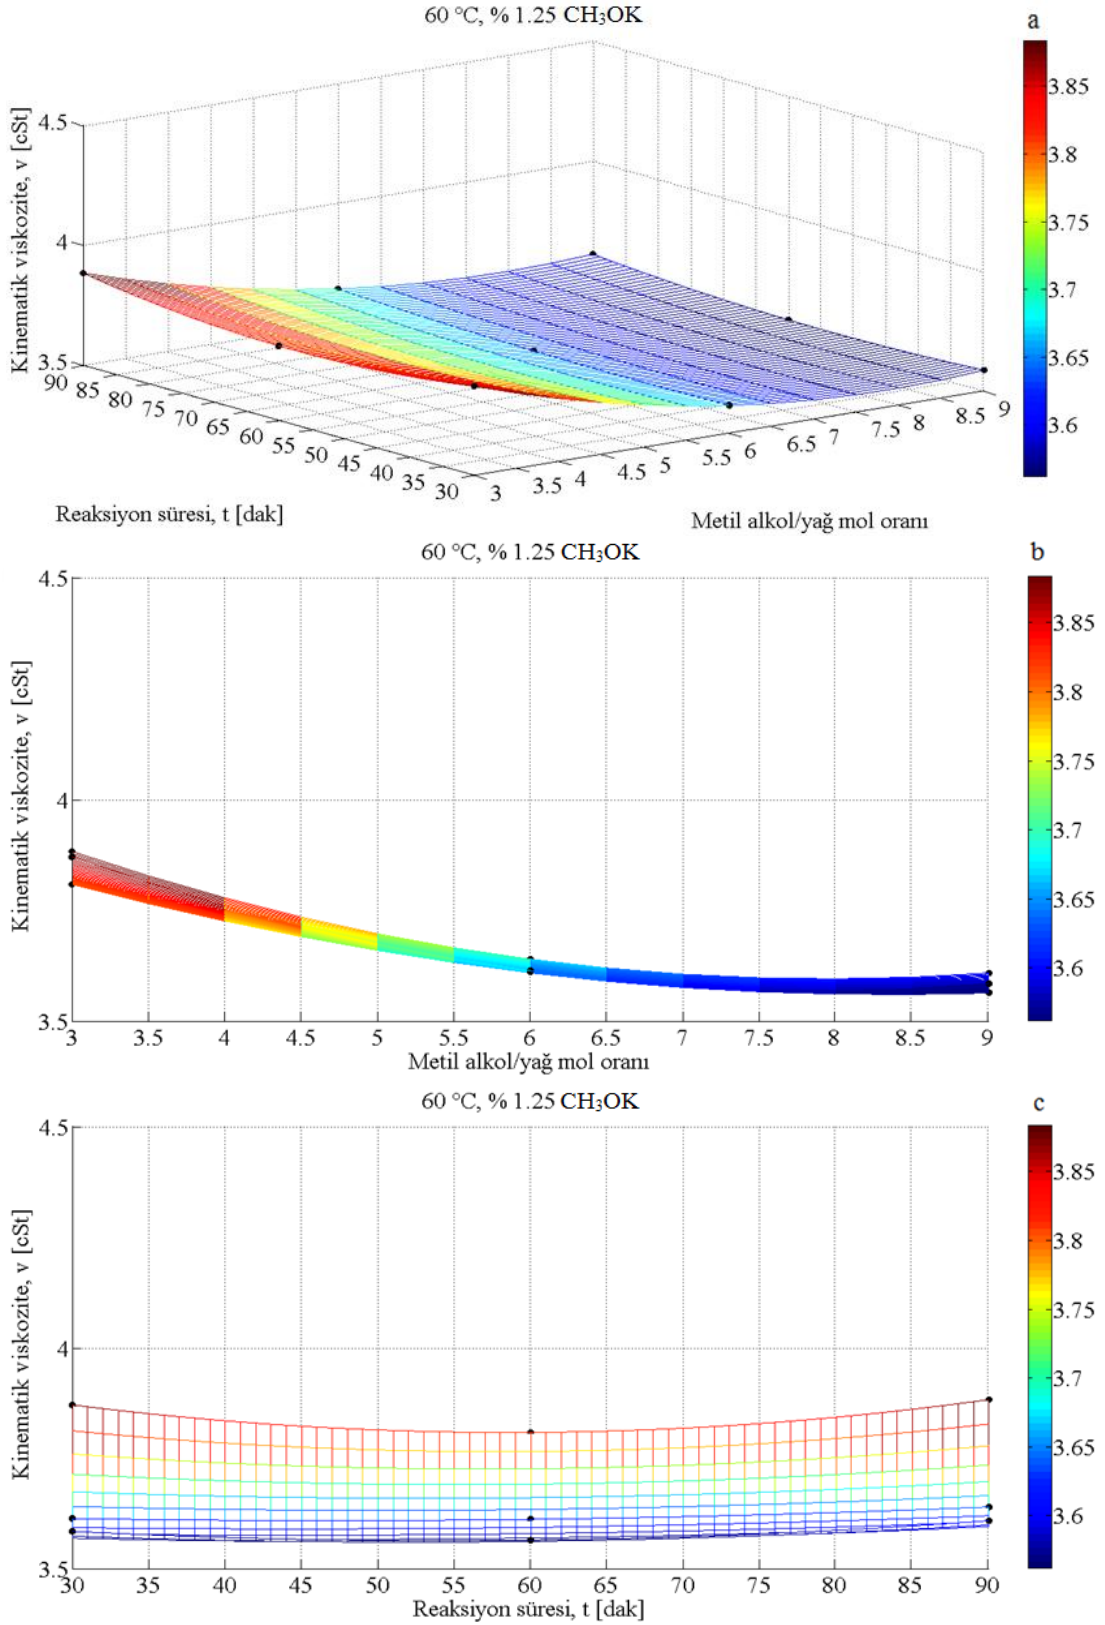 60 °C, % 1.25 CH₃OK
a
Kinematik viskozite, v [cSt]
4.5
4
3.5
90 85 80 75 70 65 60 55 50 45 40 35 30
3 3.5 4 4.5 5 5.5 6 6.5 7 7.5 8 8.5 9
Reaksiyon süresi, t [dak]
Metil alkol/yağ mol oranı
3.85
3.8
3.75
3.7
3.65
3.6
60 °C, % 1.25 CH₃OK
b
Kinematik viskozite, v [cSt]
4.5
4
3.5
3 3.5 4 4.5 5 5.5 6 6.5 7 7.5 8 8.5 9
Metil alkol/yağ mol oranı
3.85
3.8
3.75
3.7
3.65
3.6
60 °C, % 1.25 CH₃OK
c
Kinematik viskozite, v [cSt]
4.5
4
3.5
30 35 40 45 50 55 60 65 70 75 80 85 90
Reaksiyon süresi, t [dak]
3.85
3.8
3.75
3.7
3.65
3.6